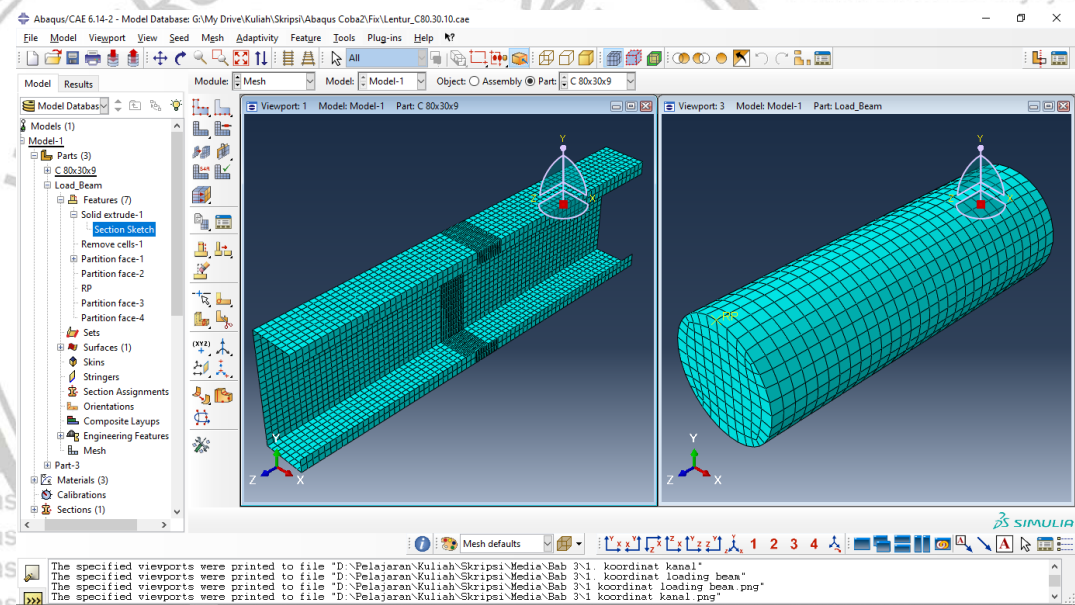 Abaqus/CAE 6.14-2 - Model Database: G:\My Drive\Kuliah\Skripsi\Abaqus Coba2\Fix\Lentur_C80.30.10.cae
File Model Viewport View Seed Mesh Adaptivity Feature Tools Plug-ins Help
All
Model Results
Module: Mesh Model: Model-1 Object: Assembly Part: C 80x30x9
Model Databas
Viewport: 1 Model: Model-1 Part: C 80x30x9
Viewport: 3 Model: Model-1 Part: Load_Beam
Models (1)
Model-1
Parts (3)
C 80x30x9
Load_Beam
Features (7)
Solid extrude-1
Section Sketch
Remove cells-1
Partition face-1
Partition face-2
RP
Partition face-3
Partition face-4
Sets
Surfaces (1)
Skins
Stringers
Section Assignments
Orientations
Composite Layups
Engineering Features
Mesh
Part-3
Materials (3)
Calibrations
Sections (1)
(XYZ)
Y
X
Y
Z X
Y
X
RP
Y
Z X
SIMULIA
Mesh defaults
1 2 3 4
The specified viewports were printed to file "D:\Pelajaran\Kuliah\Skripsi\Media\Bab 3\1. koordinat kanal"
The specified viewports were printed to file "D:\Pelajaran\Kuliah\Skripsi\Media\Bab 3\1. koordinat loading beam"
The specified viewports were printed to file "D:\Pelajaran\Kuliah\Skripsi\Media\Bab 3\1 koordinat loading beam.png"
The specified viewports were printed to file "D:\Pelajaran\Kuliah\Skripsi\Media\Bab 3\1 koordinat kanal.png"